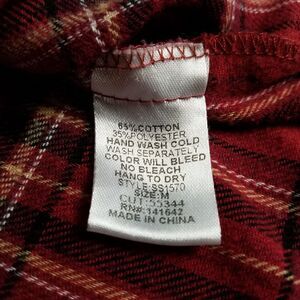 65%COTTON
35%POLYESTER
HAND WASH COLD
WASH SEPARATELY
COLOR WILL BLEED
NO BLEACH
HANG TO DRY
STYLE:SS1570
SIZE:M
CUT:55344
RN#:141642
MADE IN CHINA